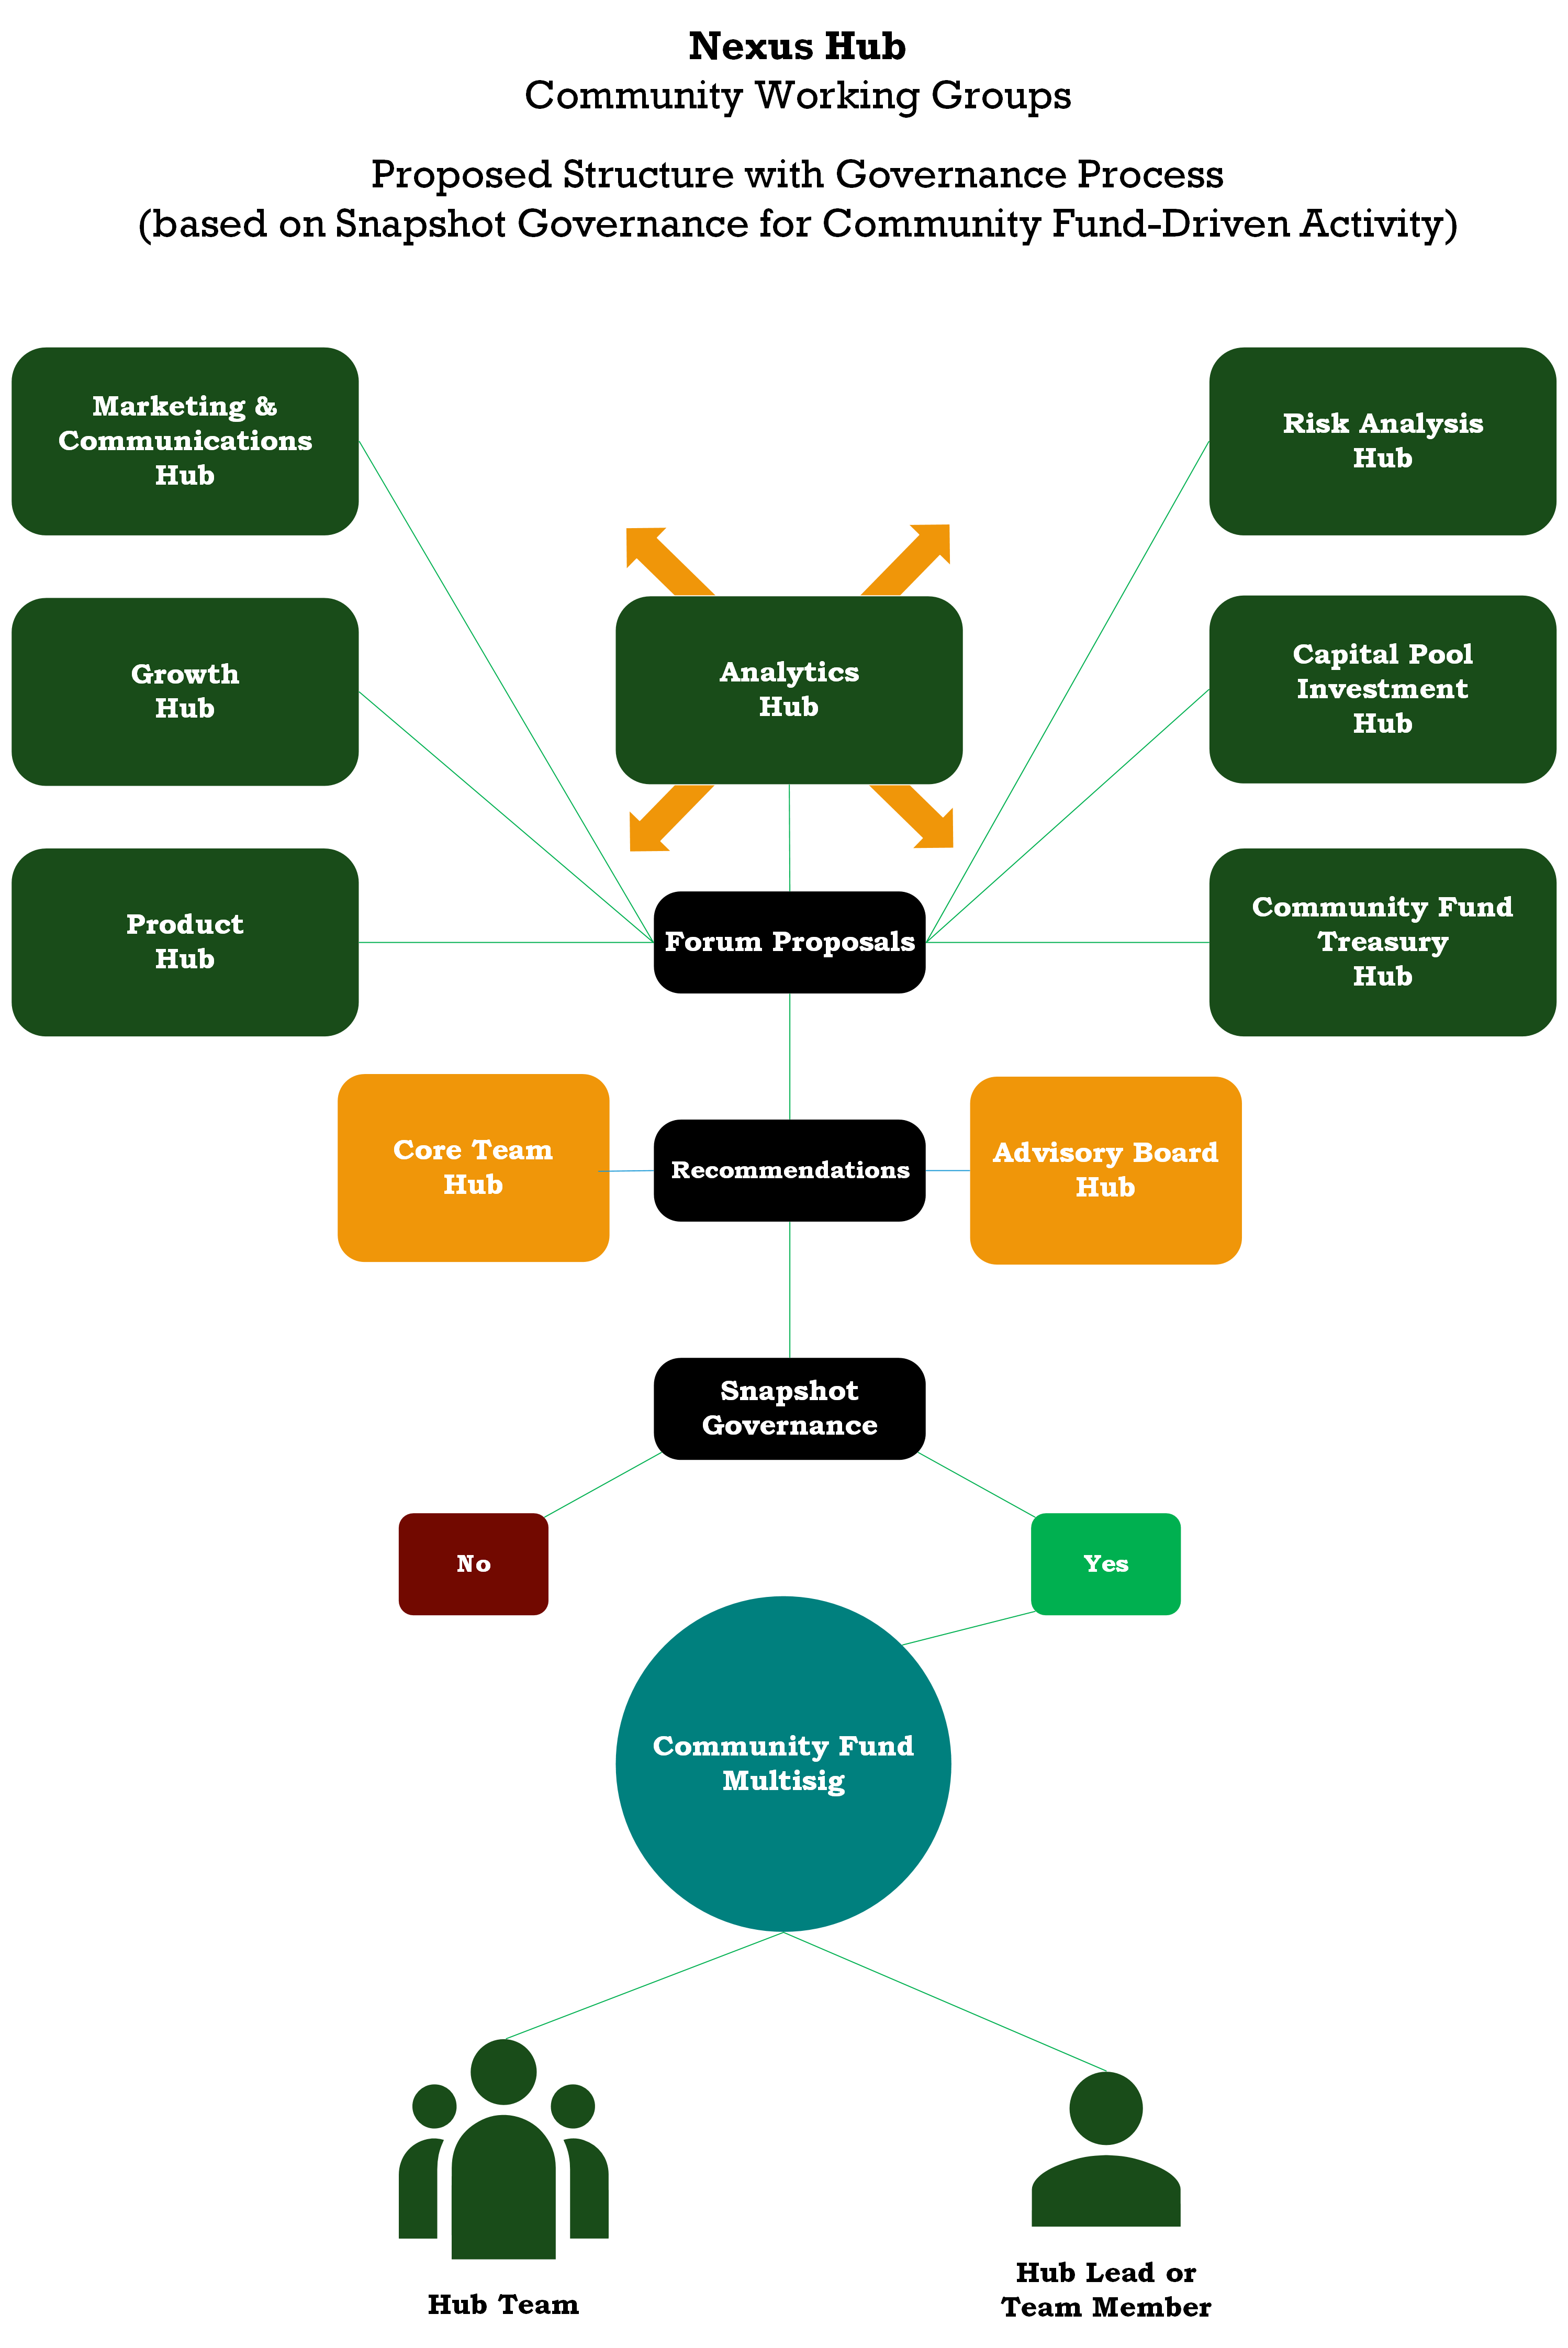 Nexus Hub
Community Working Groups
Proposed Structure with Governance Process
(based on Snapshot Governance for Community Fund-Driven Activity)
Marketing &
Communications
Hub
Risk Analysis
Hub
Growth
Hub
Analytics
Hub
Capital Pool
Investment
Hub
Product
Hub
Forum Proposals
Community Fund
Treasury
Hub
Core Team
Hub
Recommendations
Advisory Board
Hub
Snapshot
Governance
No
Yes
Community Fund
Multisig
Hub Team
Hub Lead or
Team Member